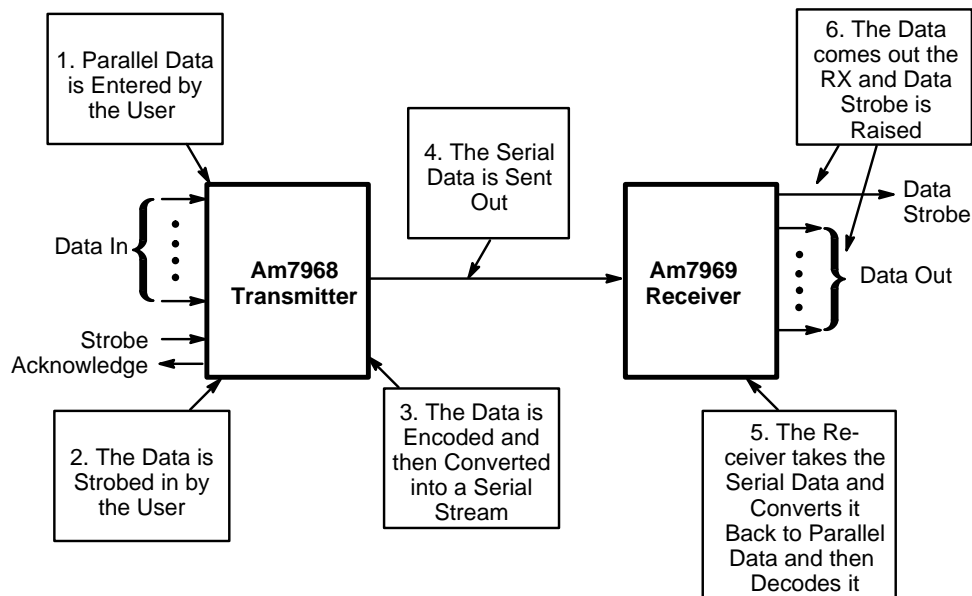 1. Parallel Data
is Entered by
the User
6. The Data
comes out the
RX and Data
Strobe is
Raised
4. The Serial
Data is Sent
Out
Data In
Strobe
Acknowledge
Am7968
Transmitter
Am7969
Receiver
Data
Strobe
Data Out
2. The Data is
Strobed in by
the User
3. The Data is
Encoded and
then Converted
into a Serial
Stream
5. The Re-
ceiver takes the
Serial Data and
Converts it
Back to Parallel
Data and then
Decodes it